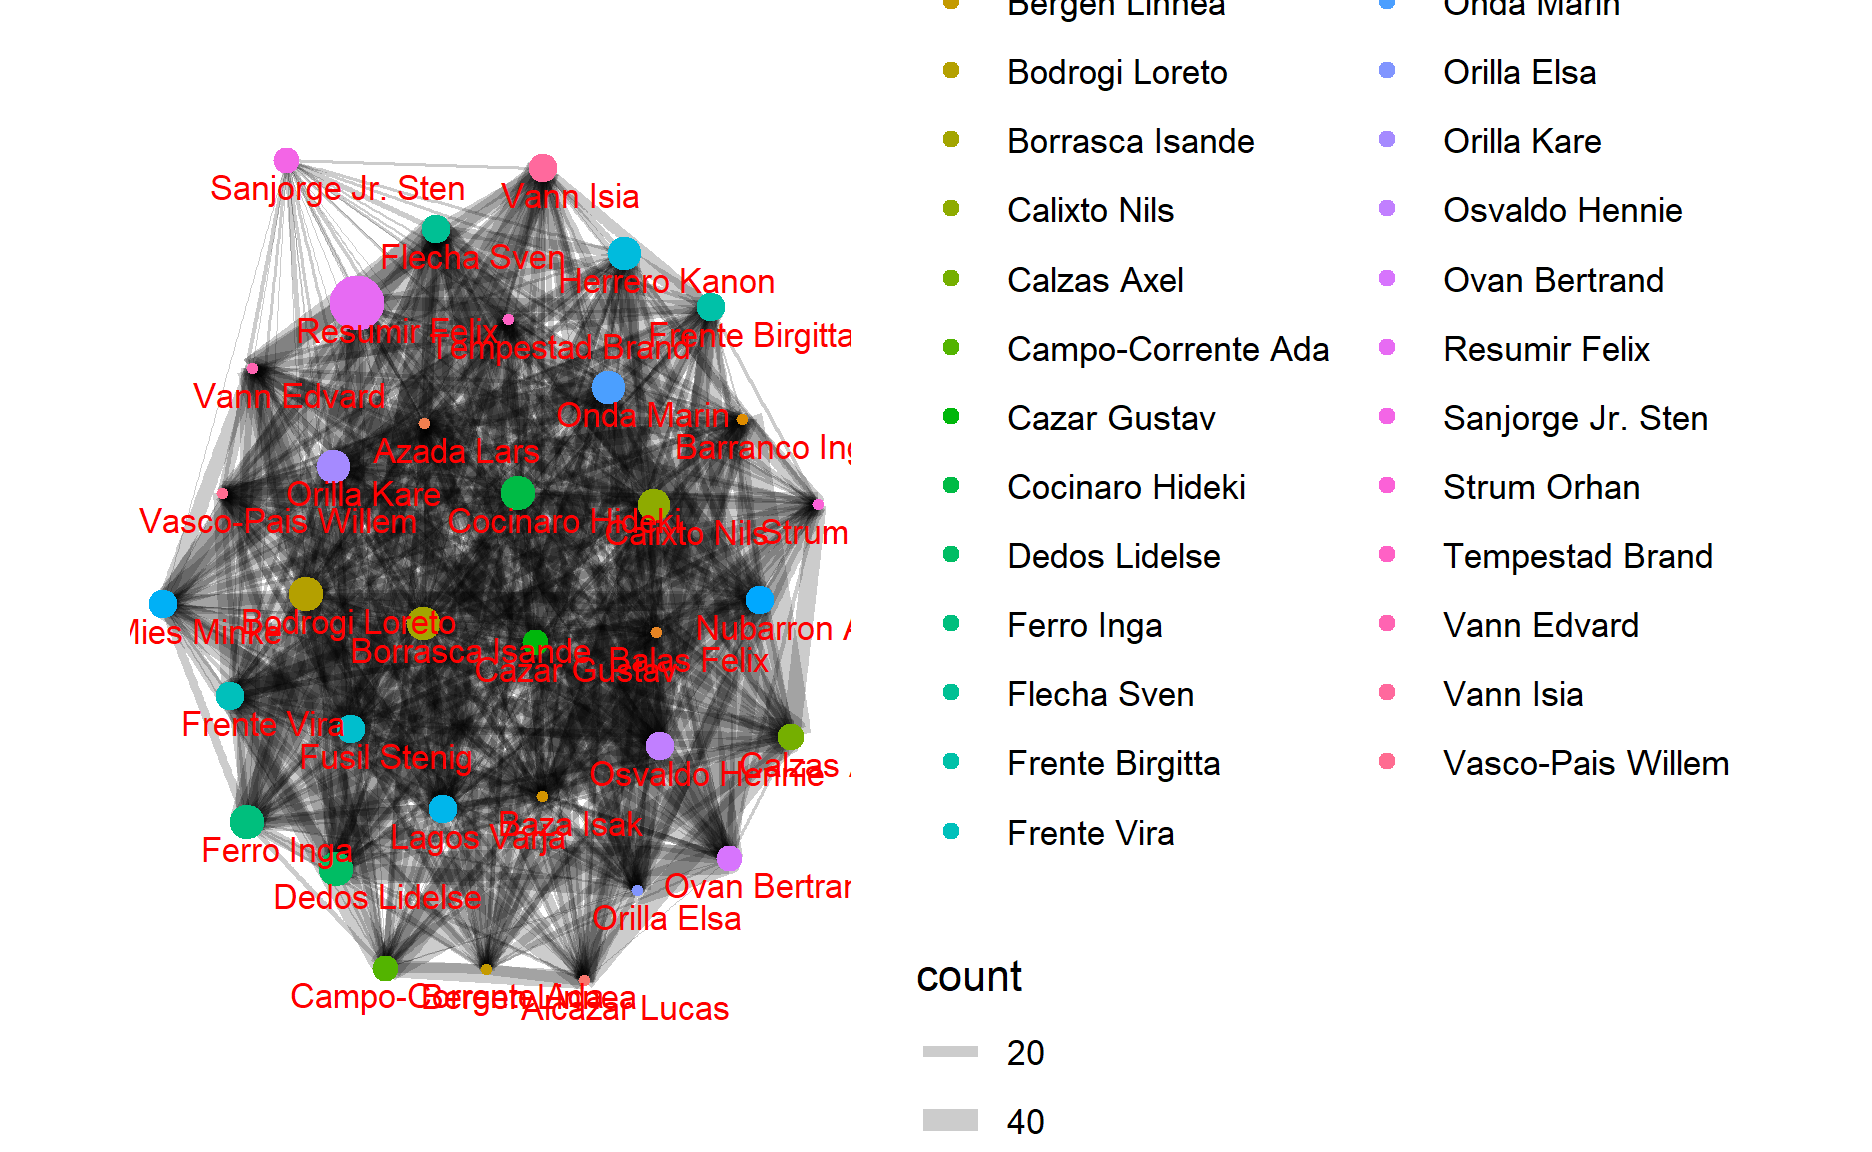 Sanjorge Jr. Sten
Vann Isia
Flecha Sven
Herrero Kanon
Resumir Felix
Tempestad Brand
Frente Birgitta
Vann Edvard
Onda Marin
Azada Lars
Barranco
Orilla Kare
Vasco-Pais Willem
Cocinaro Hideki
Calixto Nils
Strum
Bodrogi Loreto
Mies Minke
Nubarron
Borrasca Isande
Cazar Gustav
Balas Felix
Frente Vira
Fusil Stenig
Osvaldo Hennie
Calzas
Baza Isak
Lagos Varja
Ferro Inga
Dedos Lidelse
Ovan Bertran
Orilla Elsa
Campo-Corrente Ada
Bergen Linnea
Alcazar Lucas
Bergen Linnea
Bodrogi Loreto
Borrasca Isande
Calixto Nils
Calzas Axel
Campo-Corrente Ada
Cazar Gustav
Cocinaro Hideki
Dedos Lidelse
Ferro Inga
Flecha Sven
Frente Birgitta
Frente Vira
Onda Marin
Orilla Elsa
Orilla Kare
Osvaldo Hennie
Ovan Bertrand
Resumir Felix
Sanjorge Jr. Sten
Strum Orhan
Tempestad Brand
Vann Edvard
Vann Isia
Vasco-Pais Willem
count
20
40